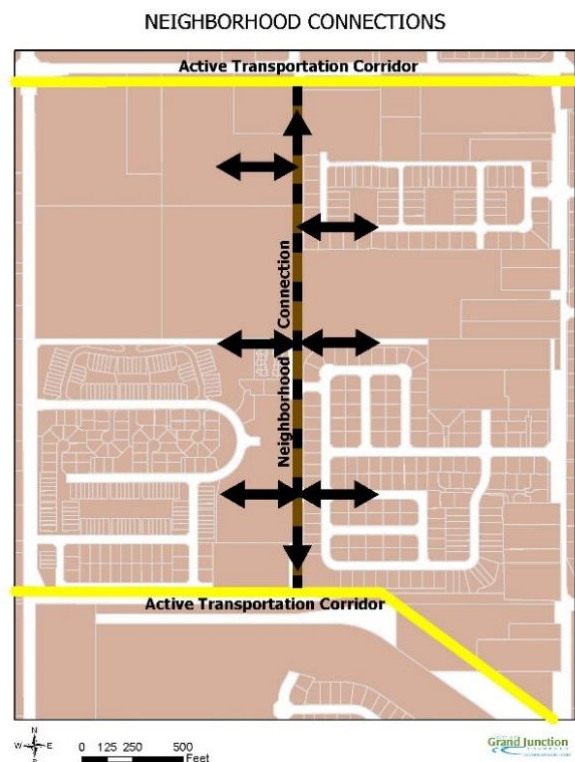 NEIGHBORHOOD CONNECTIONS
Active Transportation Corridor
Neighborhood Connection
Active Transportation Corridor
N
W E
0 125 250 500
Feet
Grand Junction